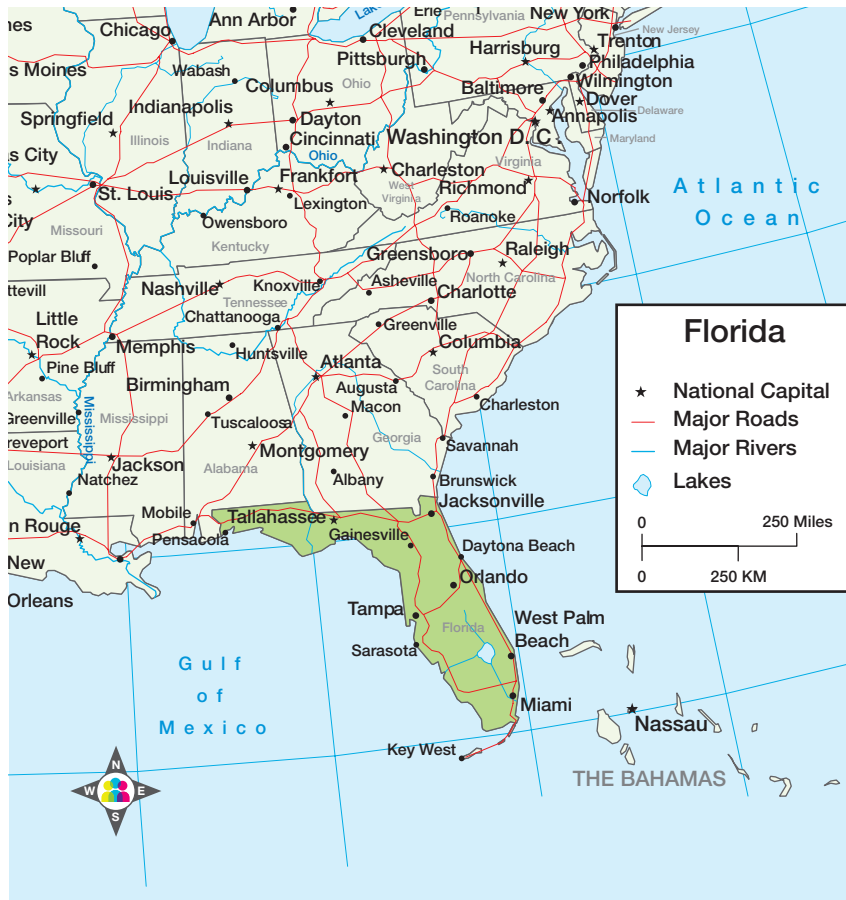 nes
Chicago
Ann Arbor
Lake
Erie
Cleveland
Pennsylvania
New York
New Jersey
Trenton
Harrisburg
Pittsburgh
Philadelphia
Wilmington
s Moines
Wabash
Columbus
Ohio
Baltimore
Dover
Annapolis
Delaware
Maryland
Indianapolis
Springfield
Illinois
Indiana
Dayton
Cincinnati
Ohio
Washington D.C.
Virginia
s City
St. Louis
Louisville
Frankfort
Charleston
West
Virginia
Richmond
Norfolk
City
Missouri
Owensboro
Lexington
Roanoke
Kentucky
Atlantic
Ocean
Poplar Bluff
Greensboro
Raleigh
North Carolina
ttevill
Nashville
Knoxville
Tennessee
Asheville
Charlotte
Chattanooga
Greenville
Little
Rock
Memphis
Huntsville
Atlanta
Columbia
South
Carolina
Pine Bluff
Arkansas
Birmingham
Augusta
Macon
Charleston
Greenville
Mississippi
Mississippi
Tuscaloosa
Georgia
reveport
Louisiana
Jackson
Alabama
Montgomery
Savannah
Natchez
Albany
Brunswick
Mobile
Tallahassee
Jacksonville
n Rouge
Pensacola
Gainesville
Daytona Beach
New
Orleans
Orlando
Tampa
Florida
West Palm
Beach
Sarasota
Gulf
of
Mexico
Miami
Key West
Nassau
THE BAHAMAS
N
W
E
S
Florida
National Capital
Major Roads
Major Rivers
Lakes
0
250 Miles
0
250 KM